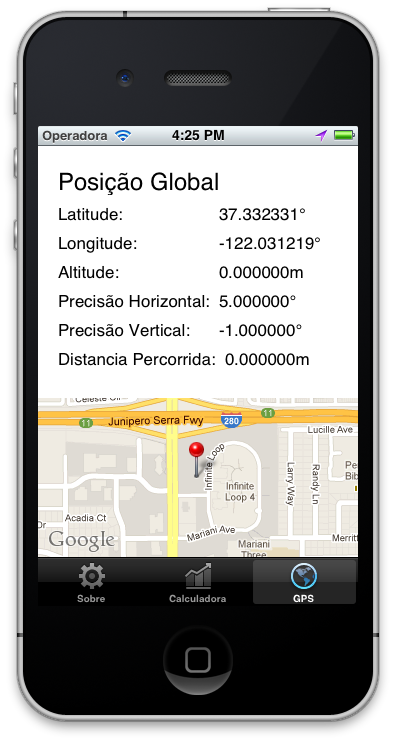 Operadora 4:25 PM
Posição Global
Latitude: 37.332331°
Longitude: -122.031219°
Altitude: 0.000000m
Precisão Horizontal: 5.000000°
Precisão Vertical: -1.000000°
Distancia Percorrida: 0.000000m
Celeste Cir
11 Junipero Serra Fwy 280 11
Lucille Ave
Infinite Loop
Infinite
Loop 4
Larry Way
Randy Ln
Acadia Ct
Mariani Ave
Mariani
Three
Merritt
Google
Sobre Calculadora GPS